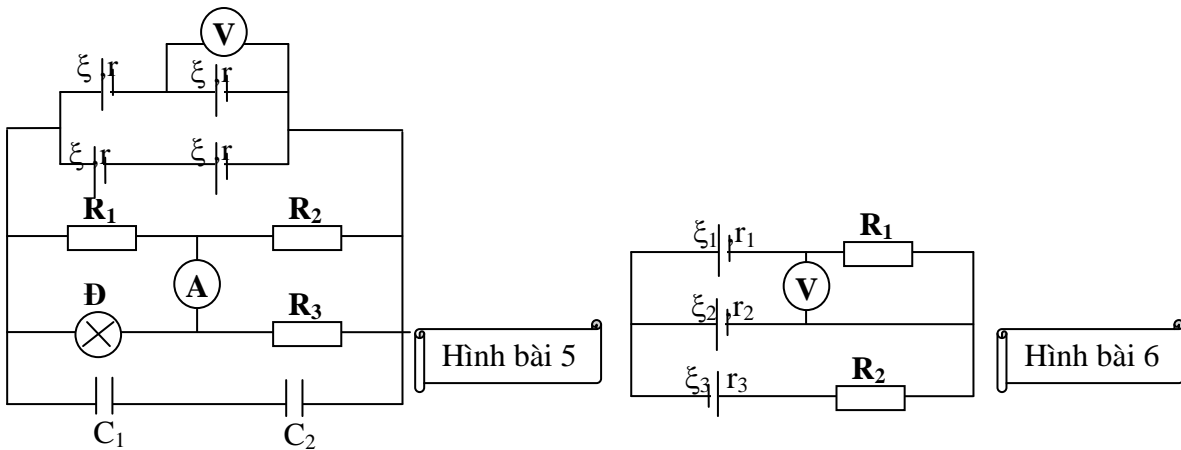 V
ξ ,r ξ ,r
ξ ,r ξ ,r
R1 R2
A
Đ R3
C1 C2
Hình bài 5
ξ1 ,r1 R1
V
ξ2 ,r2
ξ3 r3 R2
Hình bài 6